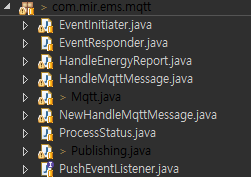 > com.mir.ems.mqtt
EventInitiater.java
EventResponder.java
HandleEnergyReport.java
HandleMqttMessage.java
> Mqtt.java
NewHandleMqttMessage.java
ProcessStatus.java
> Publishing.java
PushEventListener.java